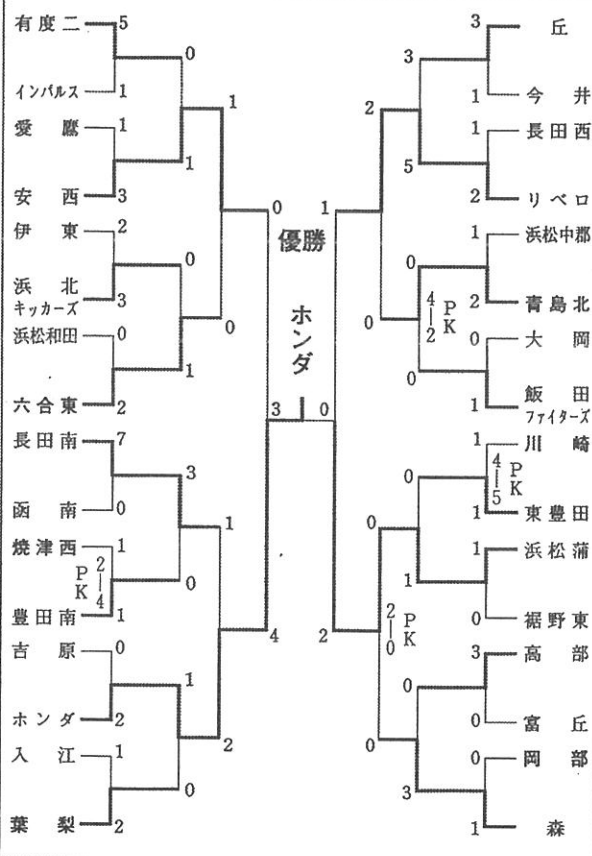 有度二 5
0
インパルス 1
1
愛鷹 1
1
安西 3
0
伊東 2
0
浜北キッカーズ 3
0
浜松和田 0
1
六合東 2
3
長田南 7
3
函南 0
1
焼津西 1
PK 2－4
0
豊田南 1
4
吉原 0
1
ホンダ 2
2
入江 1
0
葉梨 2
優勝
ホンダ
3 丘
3
1 今井
2
1 長田西
5
2 リベロ
1
1 浜松中郡
0
2 青島北
0
4－2 PK
0 大岡
0
1 飯田ファイターズ
0
1 川崎
4－5 PK
0
1 東豊田
0
1 浜松蒲
1
0 裾野東
2
2－0 PK
3 高部
0
0 富丘
0
0 岡部
3
1 森